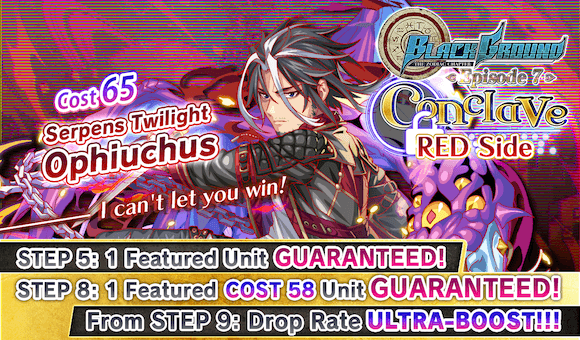 BLACKGROUND
THE ZODIAC CHAPTER
<Episode 7>
Conclave
RED Side
Cost 65
Serpens Twilight
Ophiuchus
I can't let you win!
STEP 5: 1 Featured Unit GUARANTEED!
STEP 8: 1 Featured COST 58 Unit GUARANTEED!
From STEP 9: Drop Rate ULTRA-BOOST!!!